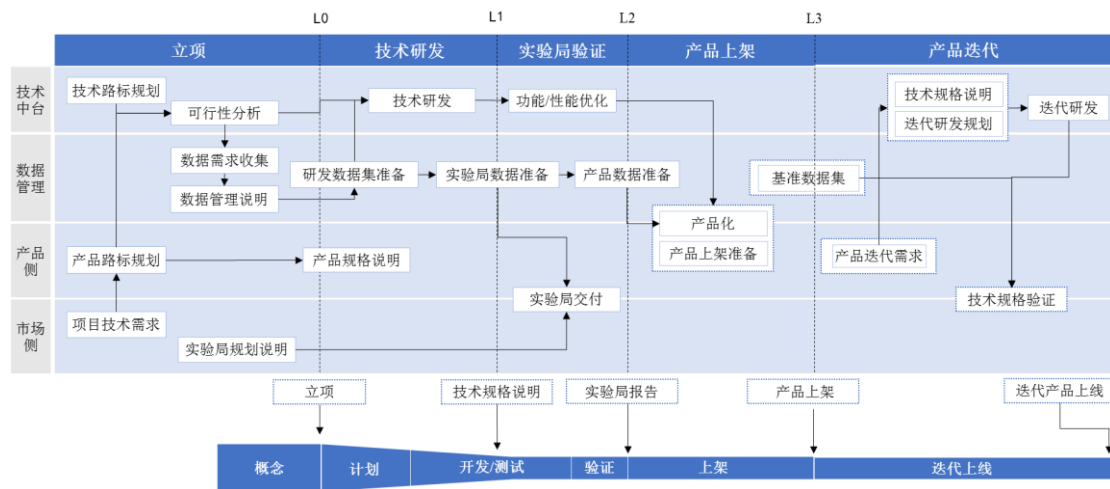 L0
L1
L2
L3
立项
技术研发
实验局验证
产品上架
产品迭代
技术
中台
技术路标规划
可行性分析
技术研发
功能/性能优化
技术规格说明
迭代研发规划
迭代研发
数据
管理
数据需求收集
数据管理说明
研发数据集准备
实验局数据准备
产品数据准备
基准数据集
产品
侧
产品路标规划
产品规格说明
产品化
产品上架准备
产品迭代需求
市场
侧
项目技术需求
实验局规划说明
实验局交付
技术规格验证
立项
技术规格说明
实验局报告
产品上架
迭代产品上线
概念
计划
开发/测试
验证
上架
迭代上线